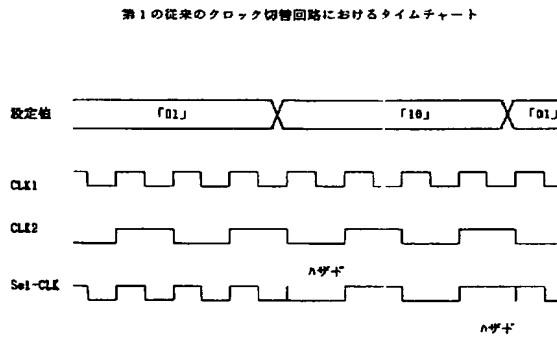 第1の従来のクロック切替回路におけるタイムチャート
設定値
「01」
「10」
「01」
CLK1
CLK2
ハザード
Sel-CLK
ハザード